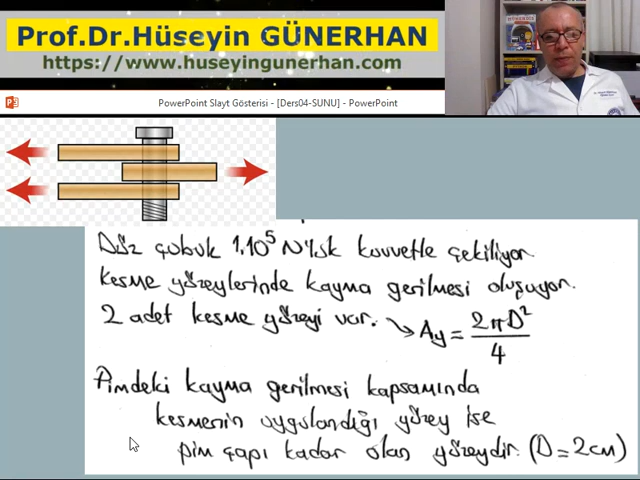 Prof.Dr.Hüseyin GÜNERHAN
https://www.huseyingunerhan.com
PowerPoint Slayt Gösterisi - [Ders04-SUNU] - PowerPoint
Düz çubuk 1.10⁵ N'luk kuvvetle çekiliyor
kesme yüzeylerinde kayma gerilmesi oluşuyor.
2 adet kesme yüzeyi var. ↘ Ay = 2πD²/4
Pimdeki kayma gerilmesi kapsamında
kesmenin uygulandığı yüzey ise
pim çapı kadar olan yüzeydir. (D = 2cm)